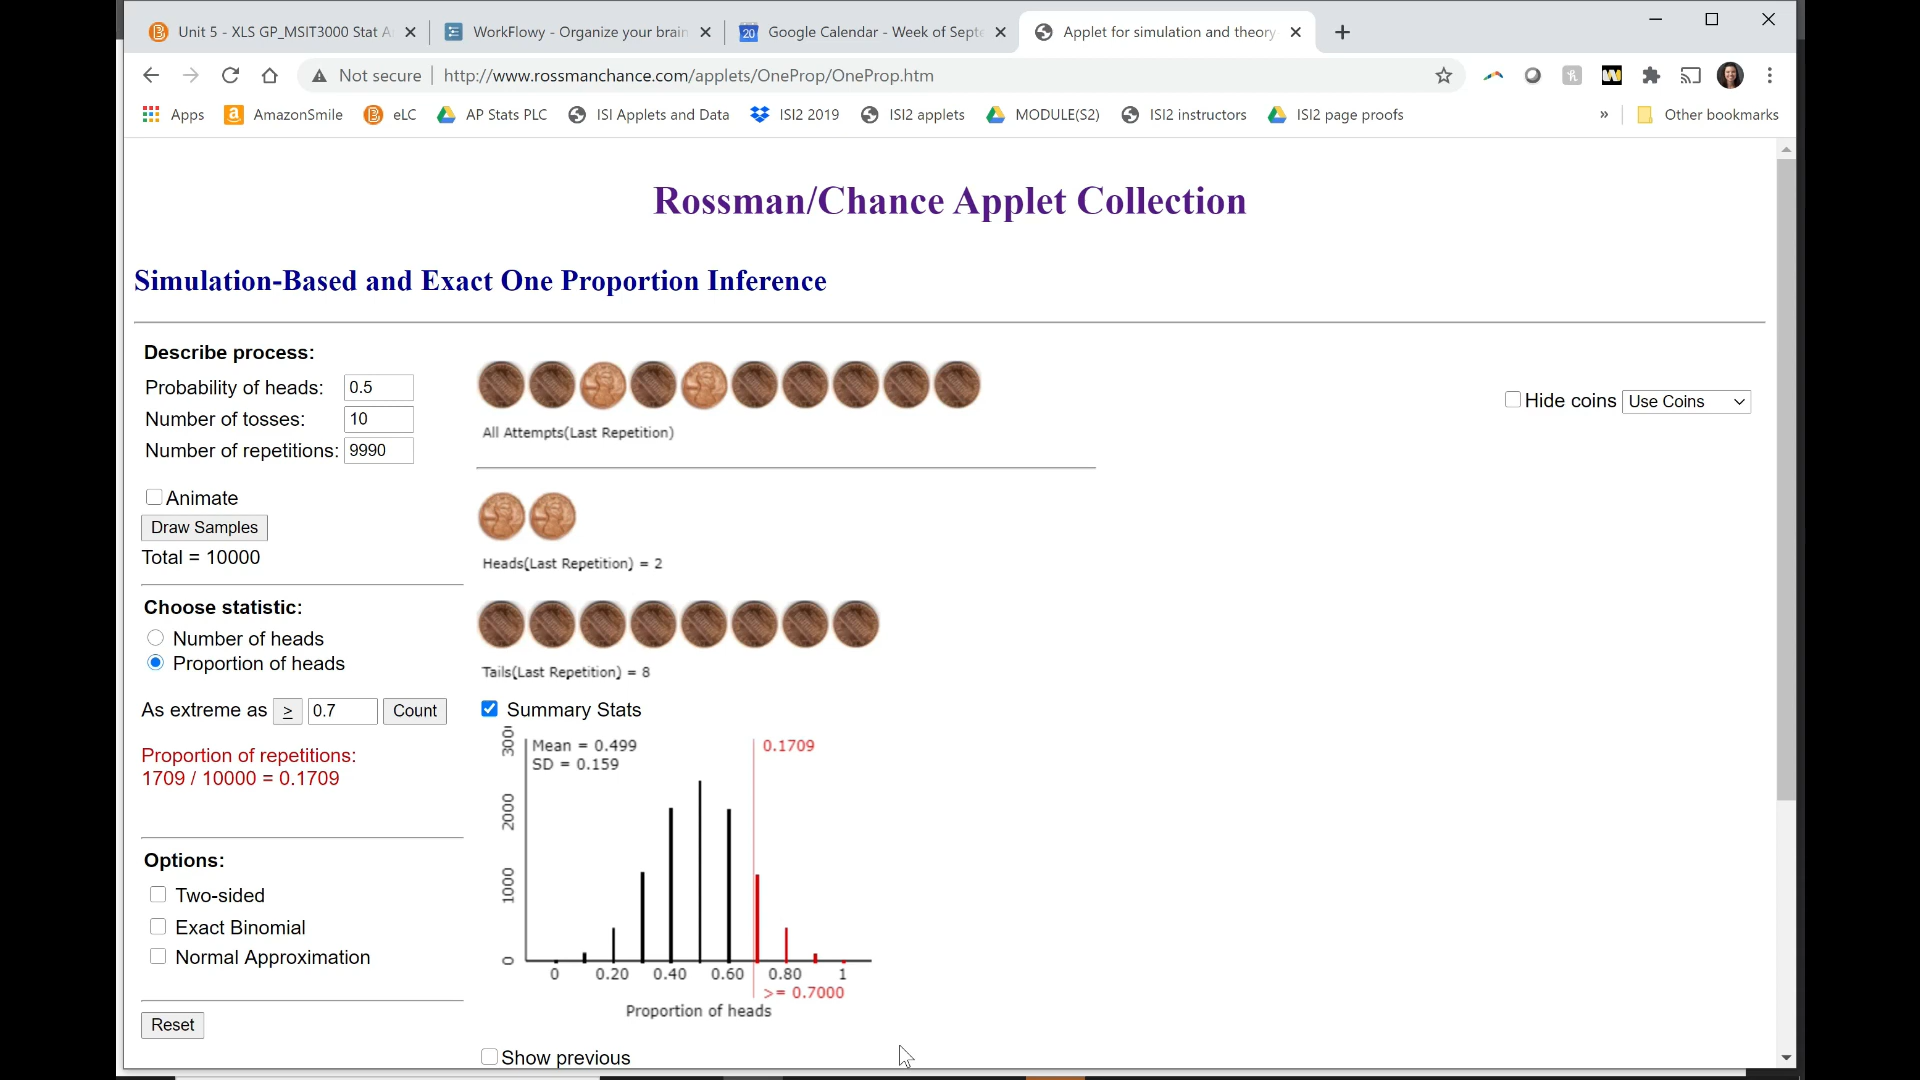 Unit 5 - XLS GP_MSIT3000 Stat A
WorkFlowy - Organize your brain
20 Google Calendar - Week of Septe
Applet for simulation and theory
Not secure http://www.rossmanchance.com/applets/OneProp/OneProp.htm
Apps AmazonSmile eLC AP Stats PLC ISI Applets and Data ISI2 2019 ISI2 applets MODULE(S2) ISI2 instructors ISI2 page proofs » Other bookmarks
Rossman/Chance Applet Collection
Simulation-Based and Exact One Proportion Inference
Describe process:
Probability of heads: 0.5
Number of tosses: 10
Number of repetitions: 9990
Animate
Draw Samples
Total = 10000
Choose statistic:
Number of heads
Proportion of heads
As extreme as ≥ 0.7 Count
Proportion of repetitions:
1709 / 10000 = 0.1709
Options:
Two-sided
Exact Binomial
Normal Approximation
Reset
All Attempts(Last Repetition)
Heads(Last Repetition) = 2
Tails(Last Repetition) = 8
Summary Stats
Mean = 0.499
SD = 0.159
0.1709
2000
1000
0
0 0.20 0.40 0.60 0.80 1
>= 0.7000
Proportion of heads
Show previous
Hide coins Use Coins